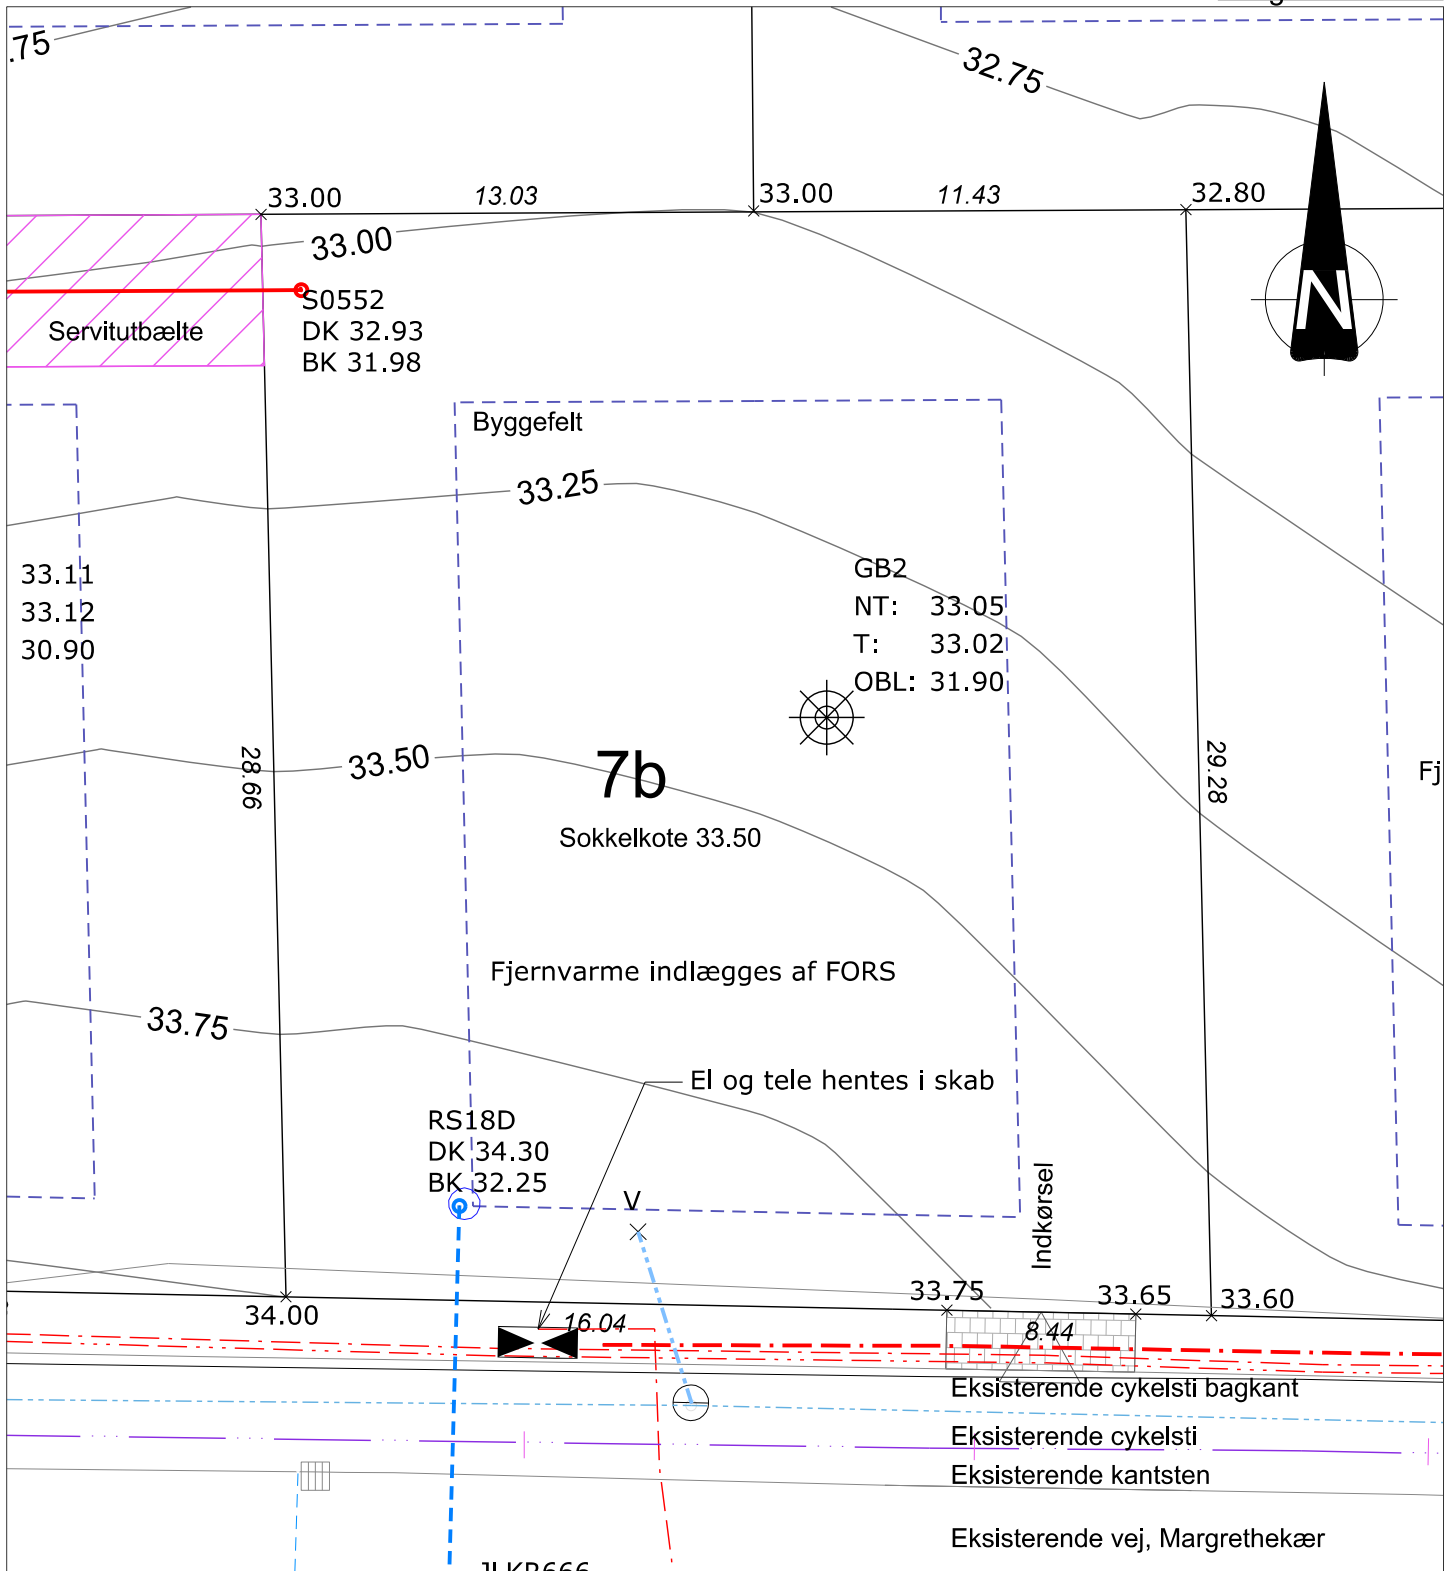 .75
32.75
33.00
13.03
33.00
11.43
32.80
33.00
N
S0552
DK 32.93
BK 31.98
Servitutbælte
Byggefelt
33.25
33.11
33.12
30.90
GB2
NT: 33.05
T: 33.02
OBL: 31.90
28.66
33.50
7b
29.28
Fj
Sokkelkote 33.50
Fjernvarme indlægges af FORS
33.75
El og tele hentes i skab
RS18D
DK 34.30
BK 32.25
V
Indkørsel
33.75
33.65
33.60
34.00
16.04
8.44
Eksisterende cykelsti bagkant
Eksisterende cykelsti
Eksisterende kantsten
Eksisterende vej, Margrethekær